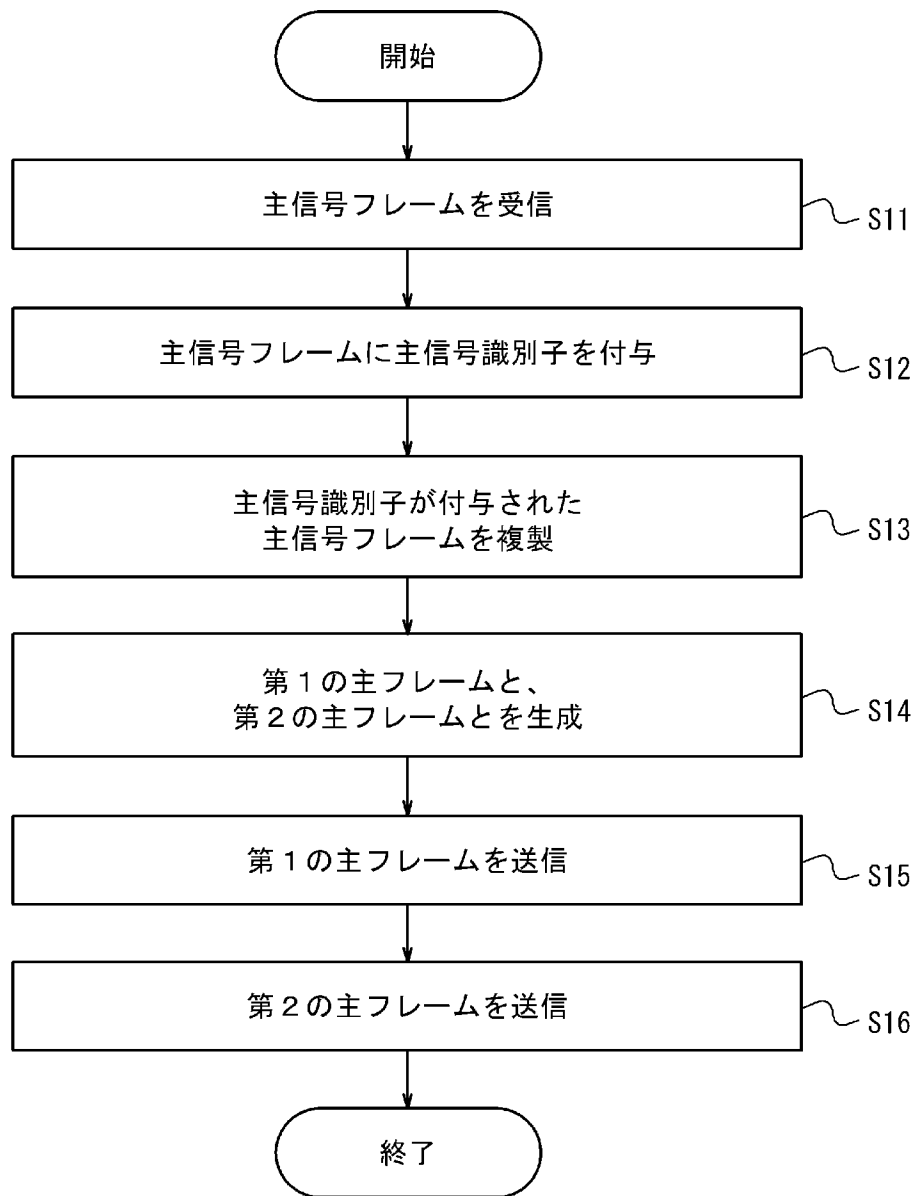 開始
主信号フレームを受信
S11
主信号フレームに主信号識別子を付与
S12
主信号識別子が付与された
主信号フレームを複製
S13
第１の主フレームと、
第２の主フレームとを生成
S14
第１の主フレームを送信
S15
第２の主フレームを送信
S16
終了